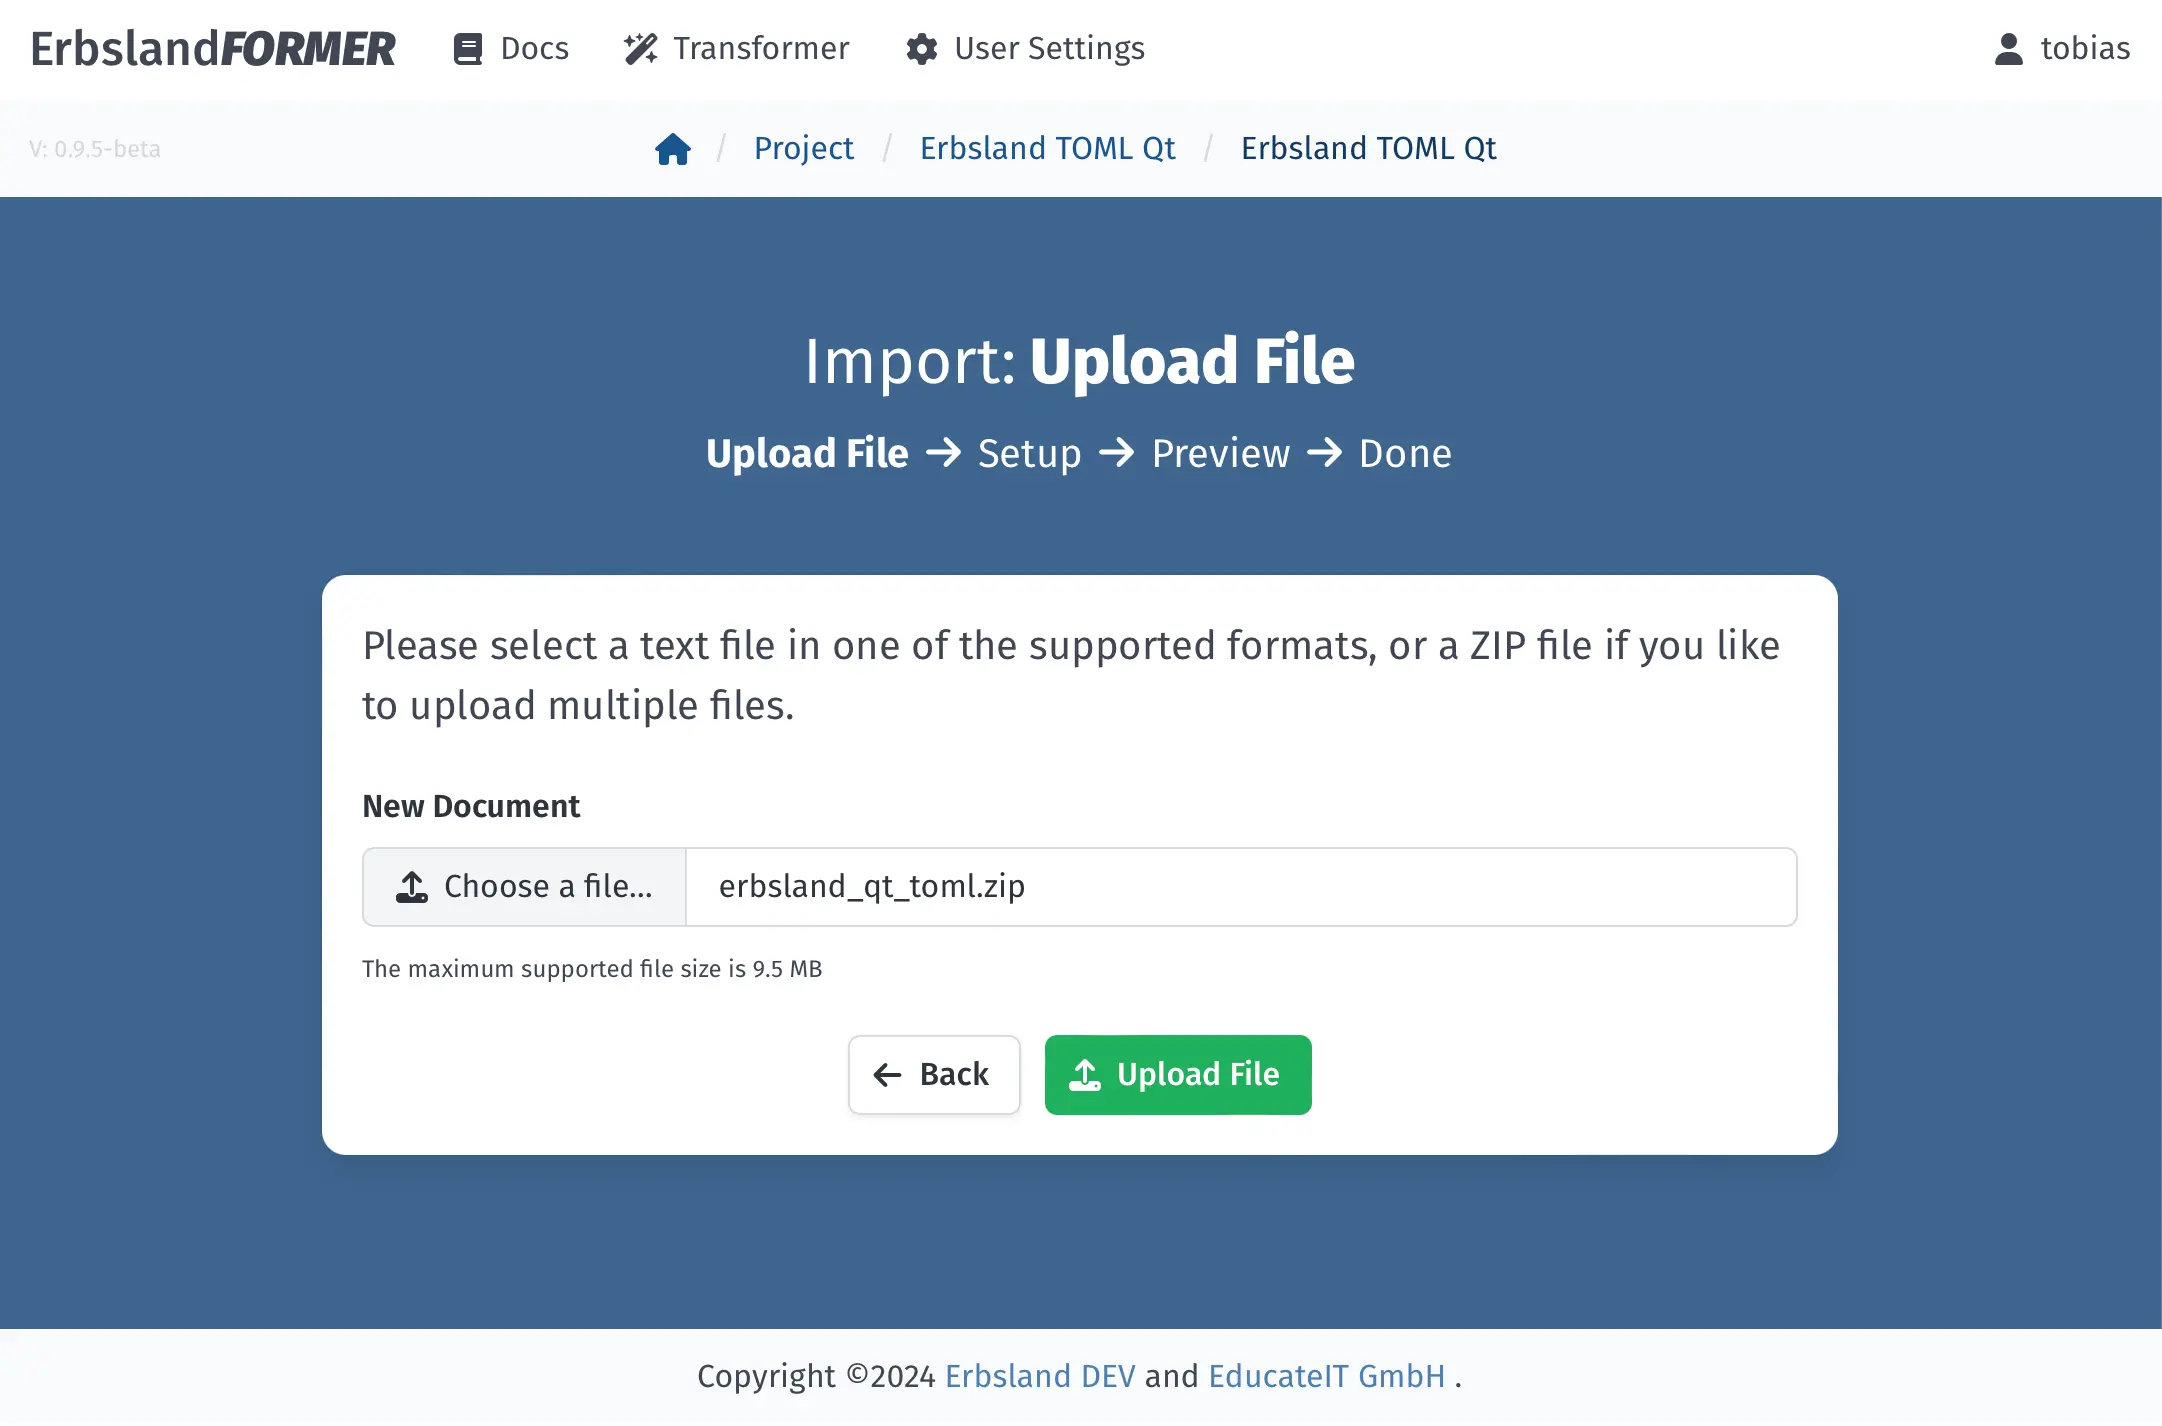 ErbslandFORMER Docs Transformer User Settings tobias
V: 0.9.5-beta / Project / Erbsland TOML Qt / Erbsland TOML Qt
Import: Upload File
Upload File → Setup → Preview → Done
Please select a text file in one of the supported formats, or a ZIP file if you like
to upload multiple files.
New Document
Choose a file... erbsland_qt_toml.zip
The maximum supported file size is 9.5 MB
← Back Upload File
Copyright ©2024 Erbsland DEV and EducateIT GmbH .